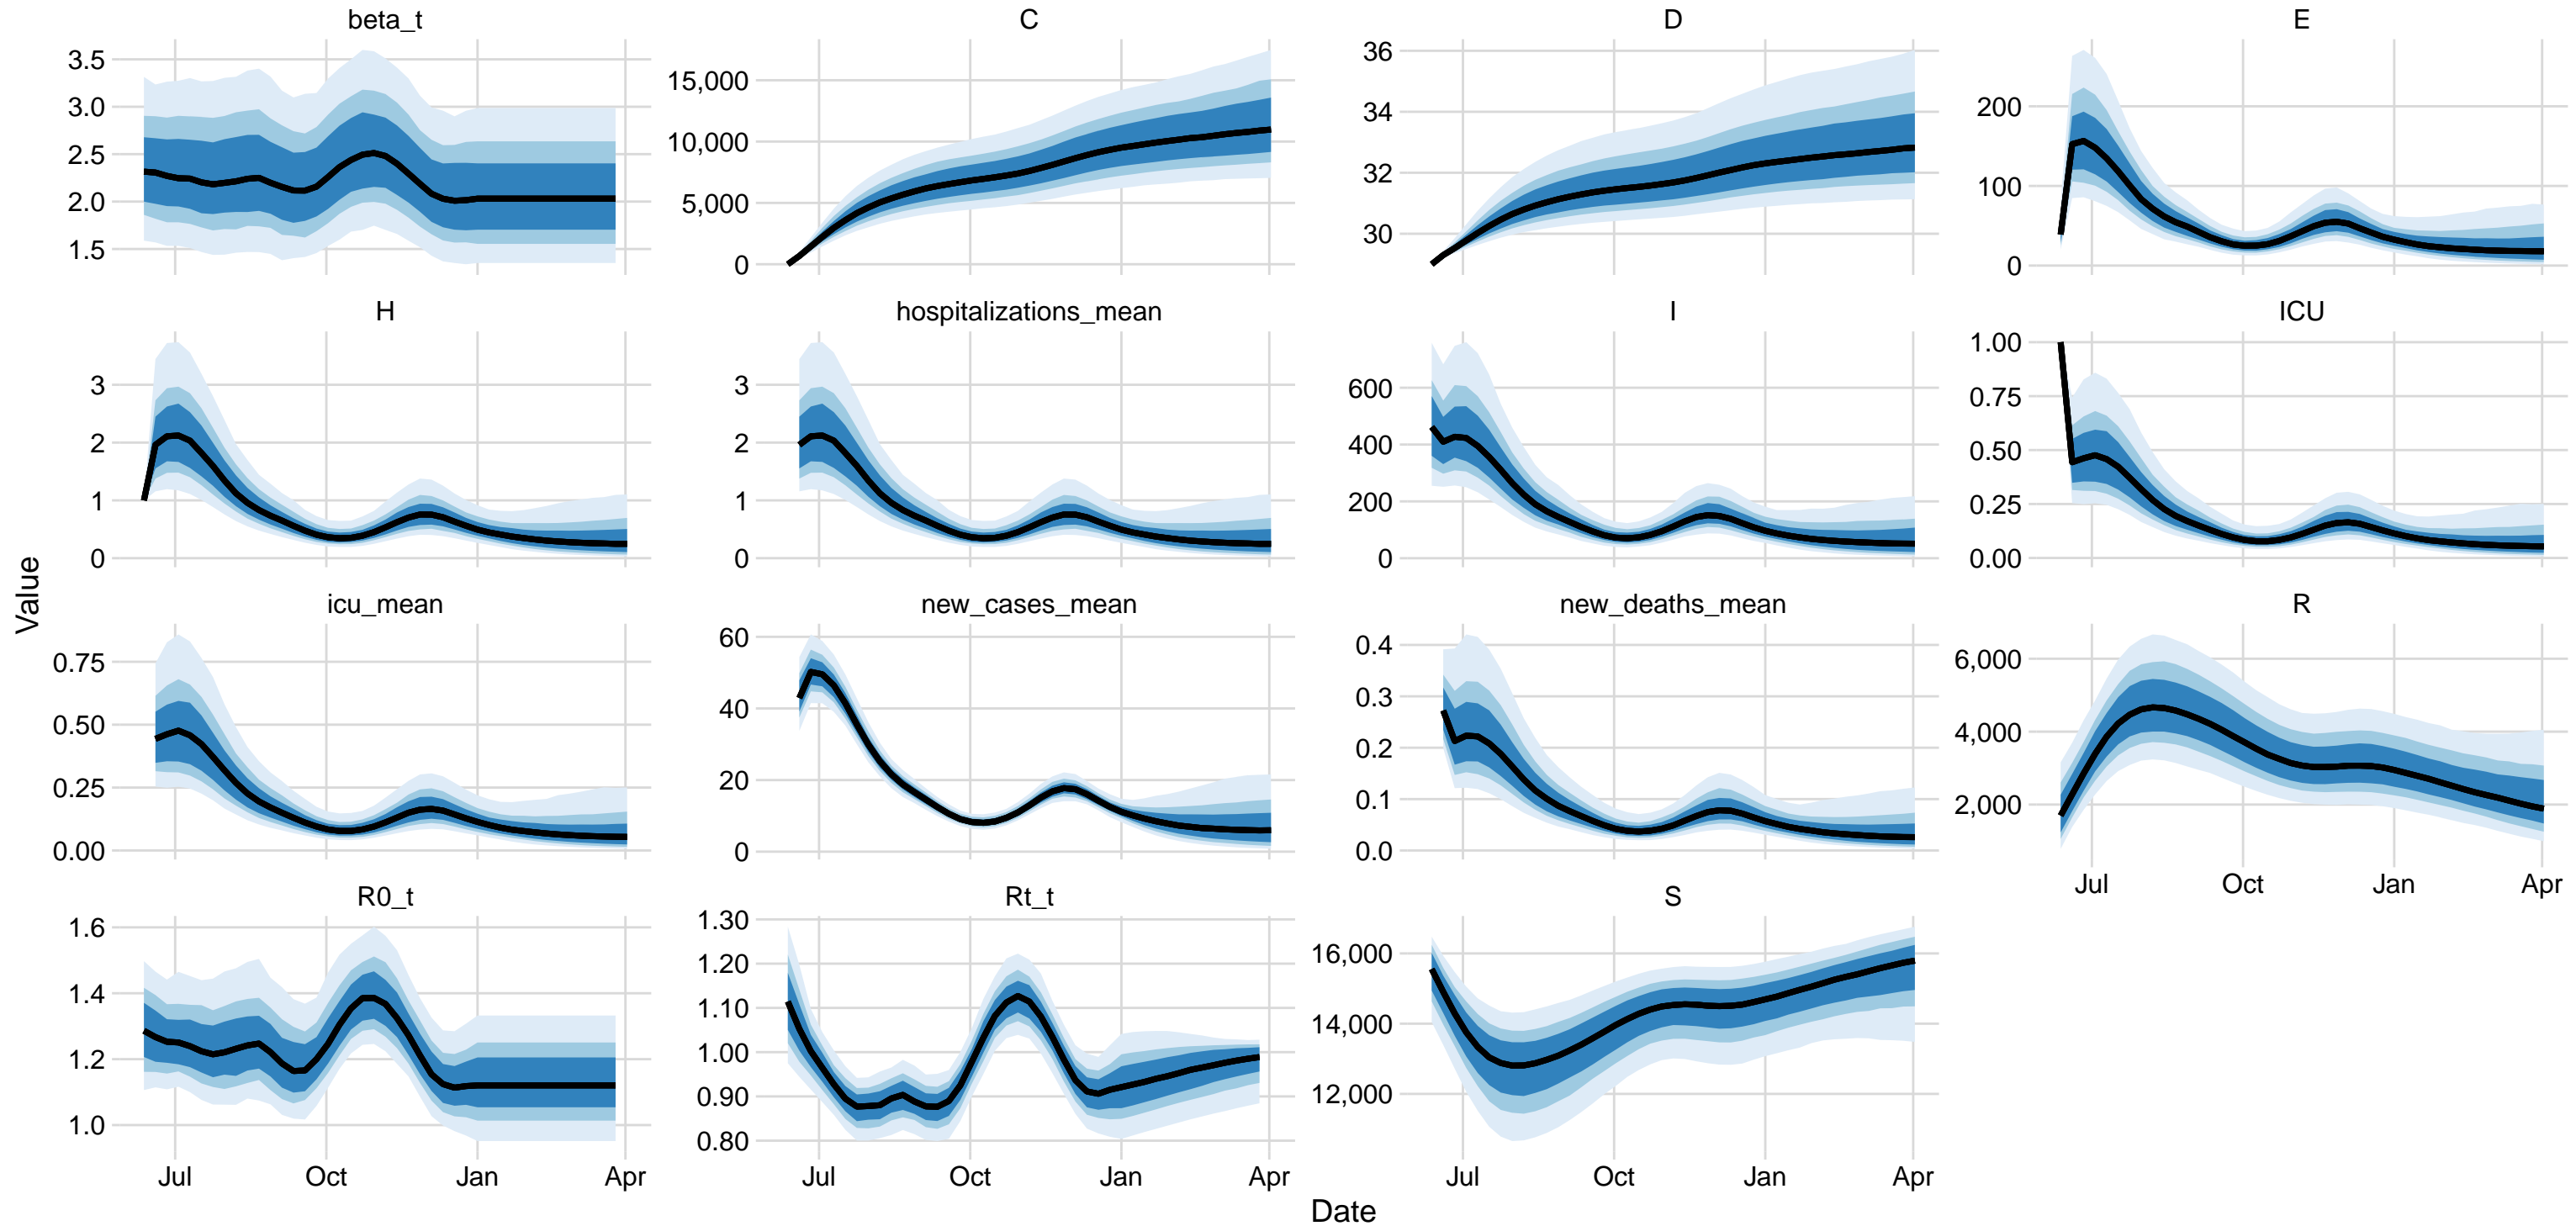 beta_t
C
D
E
3.5
3.0
2.5
2.0
1.5
15,000
10,000
5,000
0
36
34
32
30
200
100
0
H
hospitalizations_mean
I
ICU
3
2
1
0
3
2
1
0
600
400
200
0
1.00
0.75
0.50
0.25
0.00
Value
icu_mean
new_cases_mean
new_deaths_mean
R
0.75
0.50
0.25
0.00
60
40
20
0
0.4
0.3
0.2
0.1
0.0
6,000
4,000
2,000
Jul Oct Jan Apr
R0_t
Rt_t
S
1.6
1.4
1.2
1.0
1.30
1.20
1.10
1.00
0.90
0.80
16,000
14,000
12,000
Jul Oct Jan Apr
Jul Oct Jan Apr
Jul Oct Jan Apr
Date